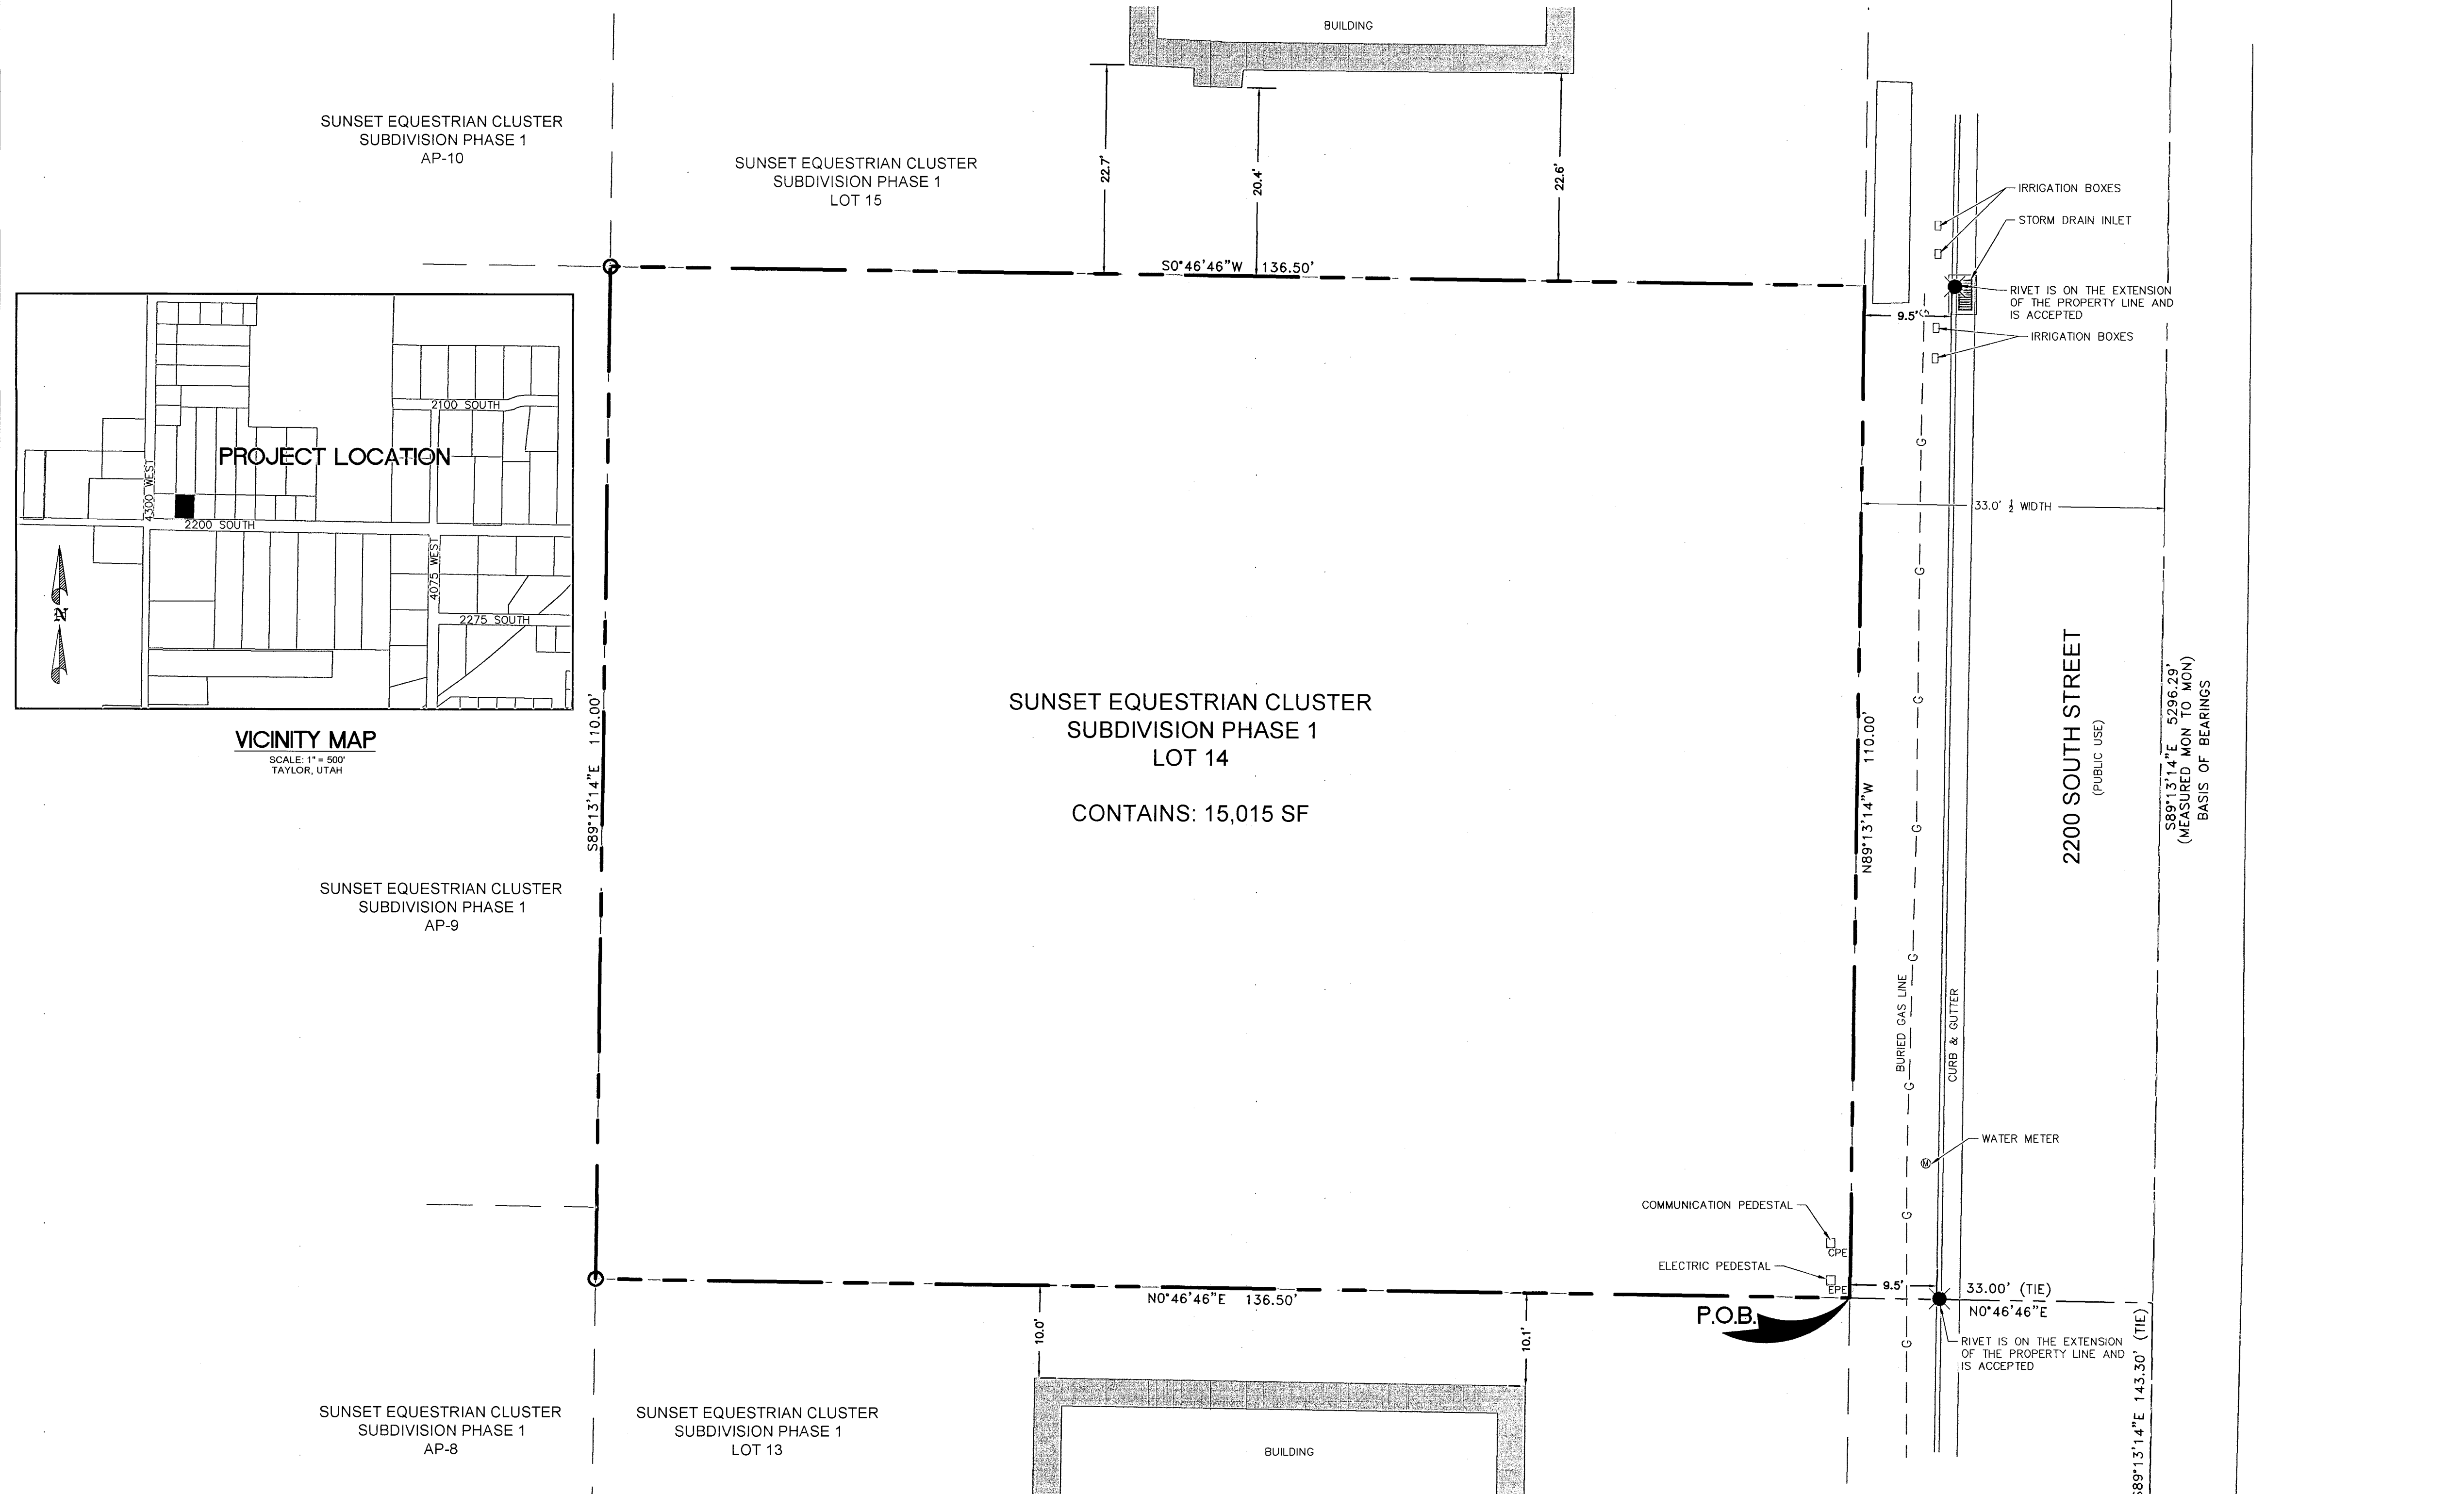 BUILDING
SUNSET EQUESTRIAN CLUSTER
SUBDIVISION PHASE 1
AP-10
SUNSET EQUESTRIAN CLUSTER
SUBDIVISION PHASE 1
LOT 15
22.7'
20.4'
22.6'
IRRIGATION BOXES
STORM DRAIN INLET
S0°46'46"W 136.50'
RIVET IS ON THE EXTENSION
OF THE PROPERTY LINE AND
IS ACCEPTED
9.5'
G
IRRIGATION BOXES
2100 SOUTH
PROJECT LOCATION
4300 WEST
2200 SOUTH
4075 WEST
N
2275 SOUTH
VICINITY MAP
SCALE: 1" = 500'
TAYLOR, UTAH
G
33.0' ½ WIDTH
G
S89°13'14"E 110.00'
SUNSET EQUESTRIAN CLUSTER
SUBDIVISION PHASE 1
LOT 14
CONTAINS: 15,015 SF
N89°13'14"W 110.00'
G
G
2200 SOUTH STREET
(PUBLIC USE)
S89°13'14"E 5296.29'
(MEASURED MON TO MON)
BASIS OF BEARINGS
SUNSET EQUESTRIAN CLUSTER
SUBDIVISION PHASE 1
AP-9
G
BURIED GAS LINE
CURB & GUTTER
G
WATER METER
M
COMMUNICATION PEDESTAL
G
CPE
ELECTRIC PEDESTAL
EPE
9.5'
33.00' (TIE)
N0°46'46"E
N0°46'46"E 136.50'
P.O.B.
10.0'
10.1'
G
RIVET IS ON THE EXTENSION
OF THE PROPERTY LINE AND
IS ACCEPTED
S89°13'14"E 143.30' (TIE)
SUNSET EQUESTRIAN CLUSTER
SUBDIVISION PHASE 1
AP-8
SUNSET EQUESTRIAN CLUSTER
SUBDIVISION PHASE 1
LOT 13
BUILDING